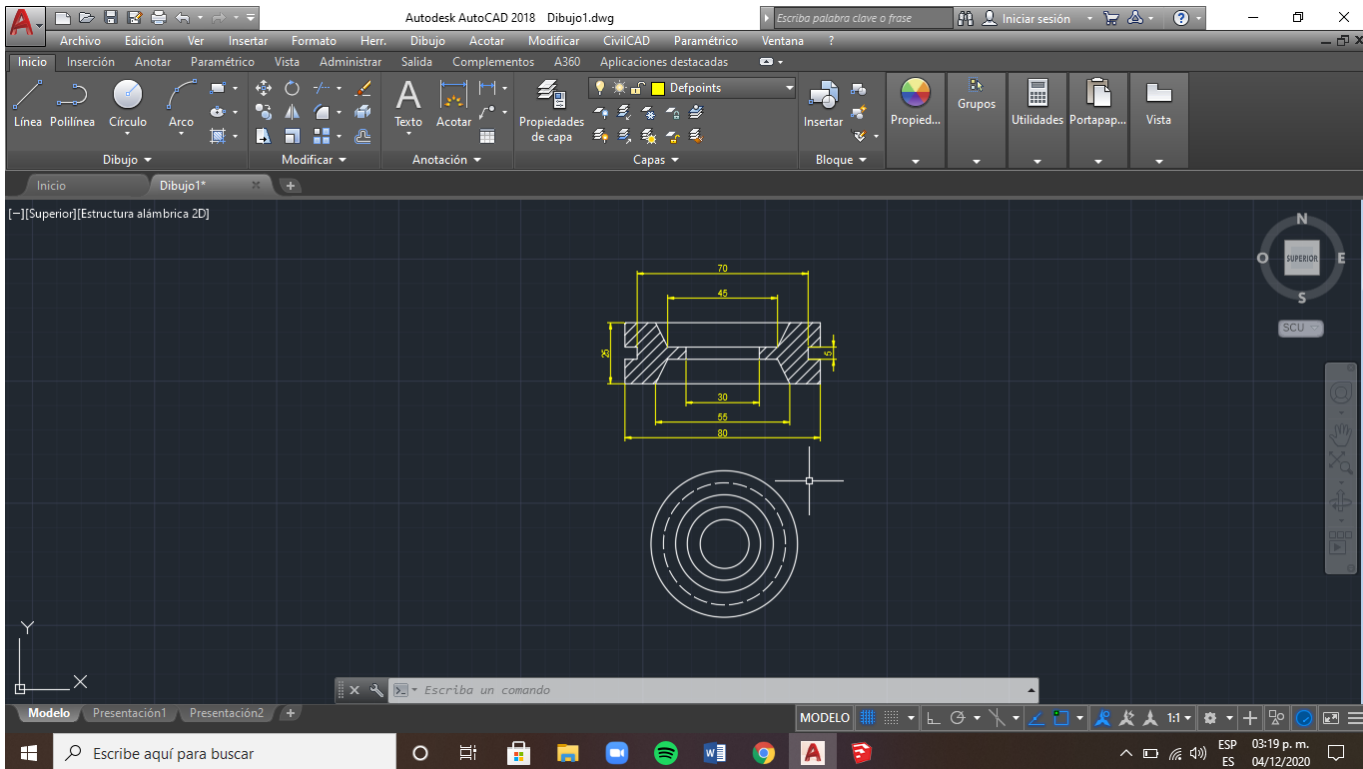 Autodesk AutoCAD 2018 Dibujo1.dwg
Escriba palabra clave o frase
Iniciar sesión
Archivo Edición Ver Insertar Formato Herr. Dibujo Acotar Modificar CivilCAD Paramétrico Ventana ?
Inicio Inserción Anotar Paramétrico Vista Administrar Salida Complementos A360 Aplicaciones destacadas
A
Defpoints
Línea Polilínea Círculo Arco
Texto Acotar
Propiedades
de capa
Insertar
Propied...
Grupos
Utilidades
Portapap...
Vista
Dibujo Modificar Anotación Capas Bloque
Inicio Dibujo1* +
[−][Superior][Estructura alámbrica 2D]
N
O SUPERIOR E
S
SCU
70
45
25
5
30
55
80
Y
X
Escriba un comando
Modelo Presentación1 Presentación2 +
MODELO 1:1
Escribe aquí para buscar
ESP 03:19 p. m.
ES 04/12/2020